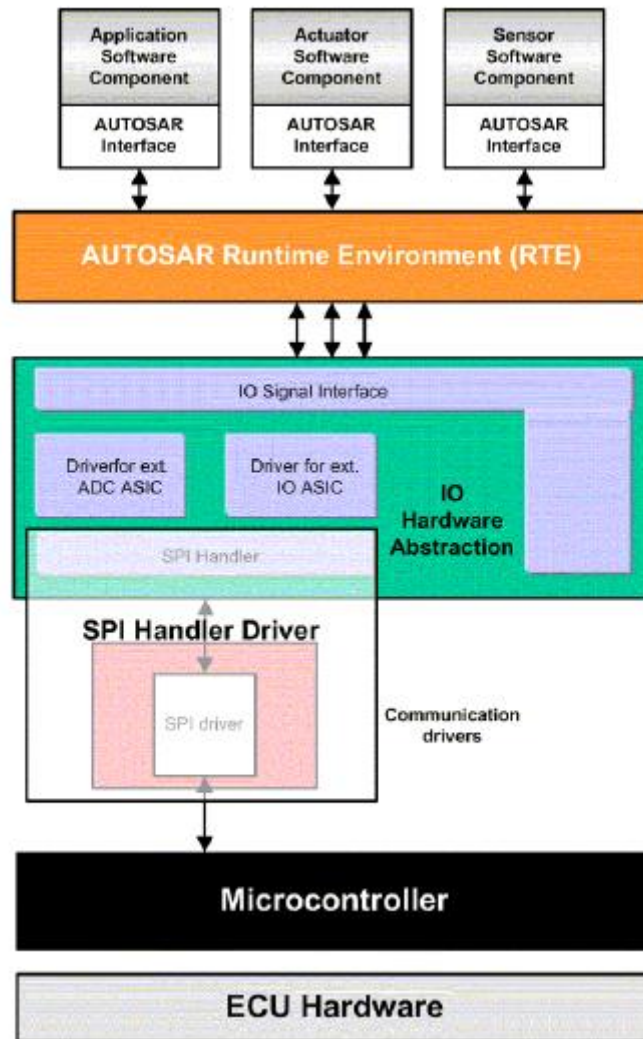 Application
Software
Component
AUTOSAR
Interface
Actuator
Software
Component
AUTOSAR
Interface
Sensor
Software
Component
AUTOSAR
Interface
AUTOSAR Runtime Environment (RTE)
IO Signal Interface
Driverfor ext.
ADC ASIC
Driver for ext.
IO ASIC
IO
Hardware
Abstraction
SPI Handler
SPI Handler Driver
SPI driver
Communication
drivers
Microcontroller
ECU Hardware